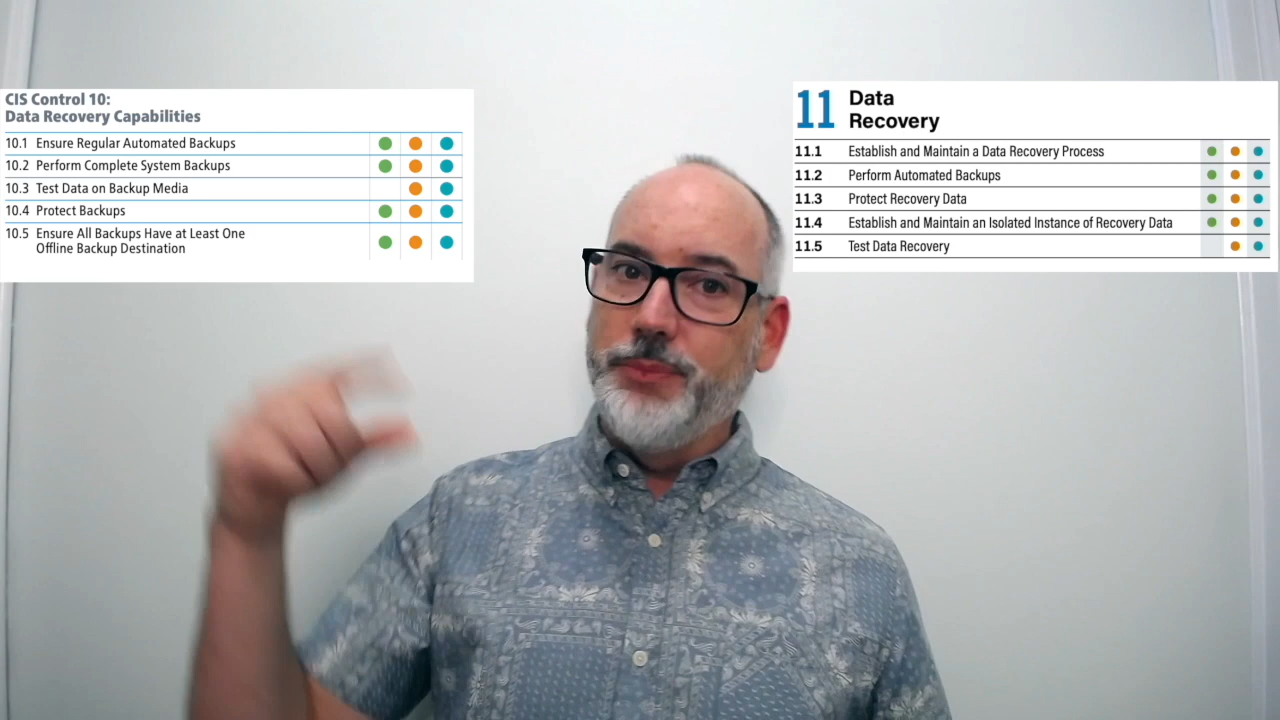 CIS Control 10:
Data Recovery Capabilities
10.1 Ensure Regular Automated Backups
10.2 Perform Complete System Backups
10.3 Test Data on Backup Media
10.4 Protect Backups
10.5 Ensure All Backups Have at Least One
Offline Backup Destination
11 Data
Recovery
11.1 Establish and Maintain a Data Recovery Process
11.2 Perform Automated Backups
11.3 Protect Recovery Data
11.4 Establish and Maintain an Isolated Instance of Recovery Data
11.5 Test Data Recovery